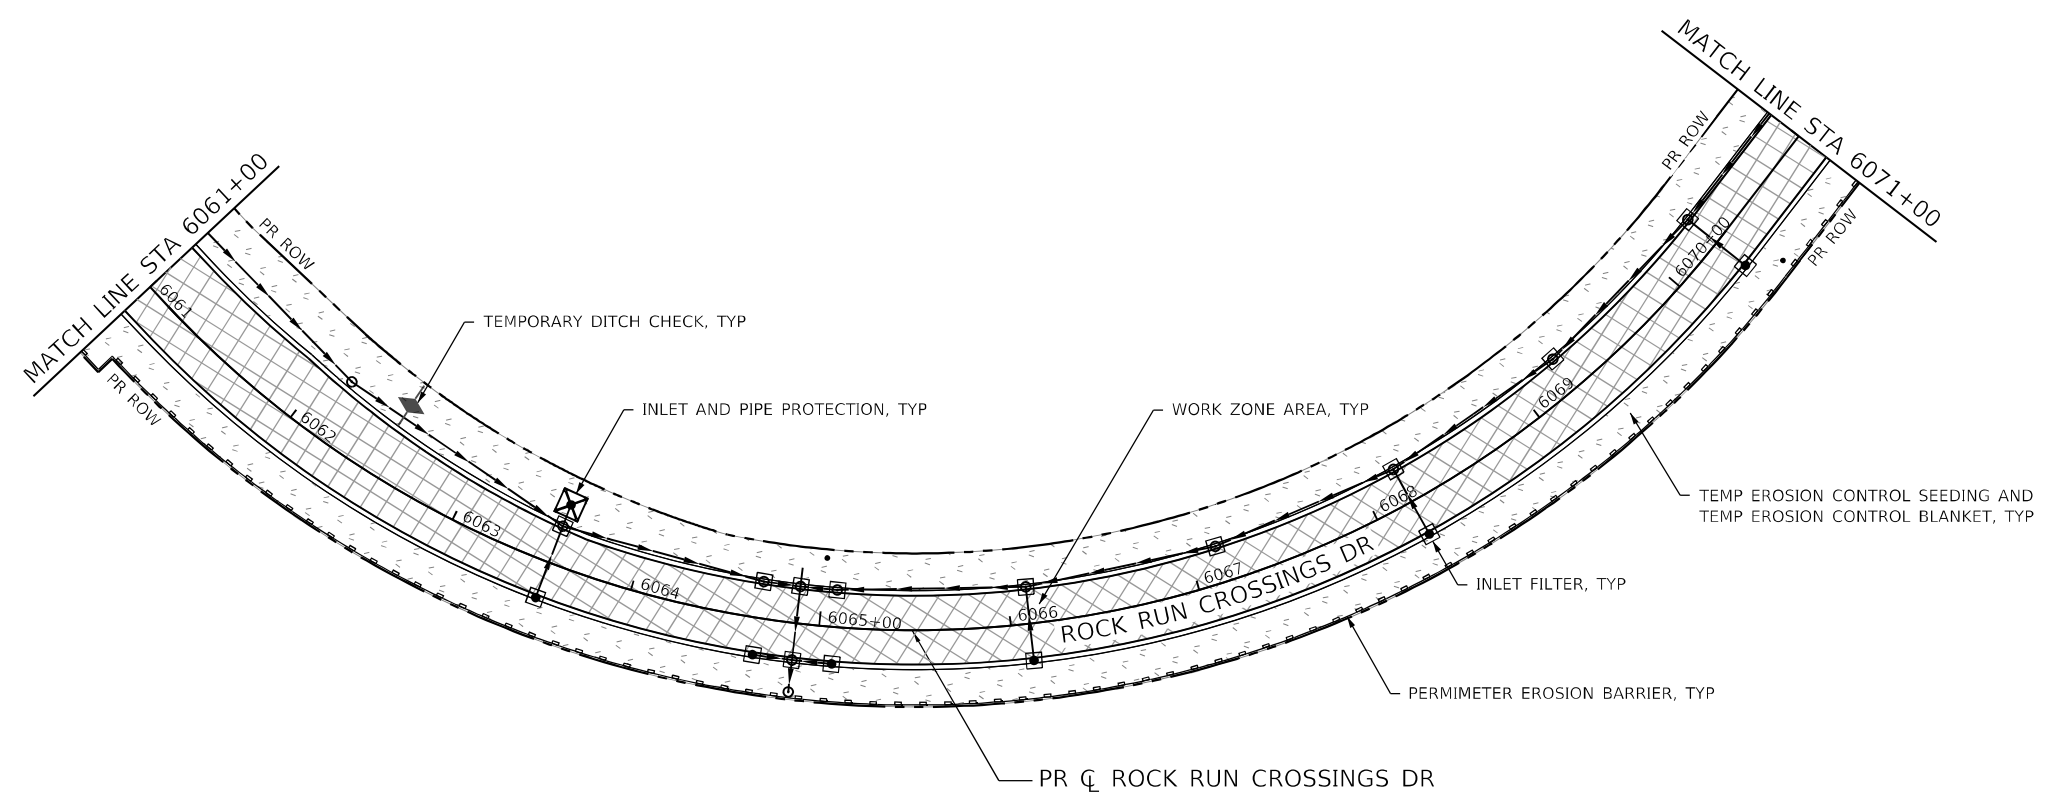 MATCH LINE STA 6071+00
PR ROW
MATCH LINE STA 6061+00
PR ROW
PR ROW
PR ROW
6061
6062
6063
6064
6065+00
6066
6067
6068
6069
6070+00
TEMPORARY DITCH CHECK, TYP
INLET AND PIPE PROTECTION, TYP
WORK ZONE AREA, TYP
TEMP EROSION CONTROL SEEDING AND
TEMP EROSION CONTROL BLANKET, TYP
ROCK RUN CROSSINGS DR
INLET FILTER, TYP
PERMIMETER EROSION BARRIER, TYP
PR ℄ ROCK RUN CROSSINGS DR